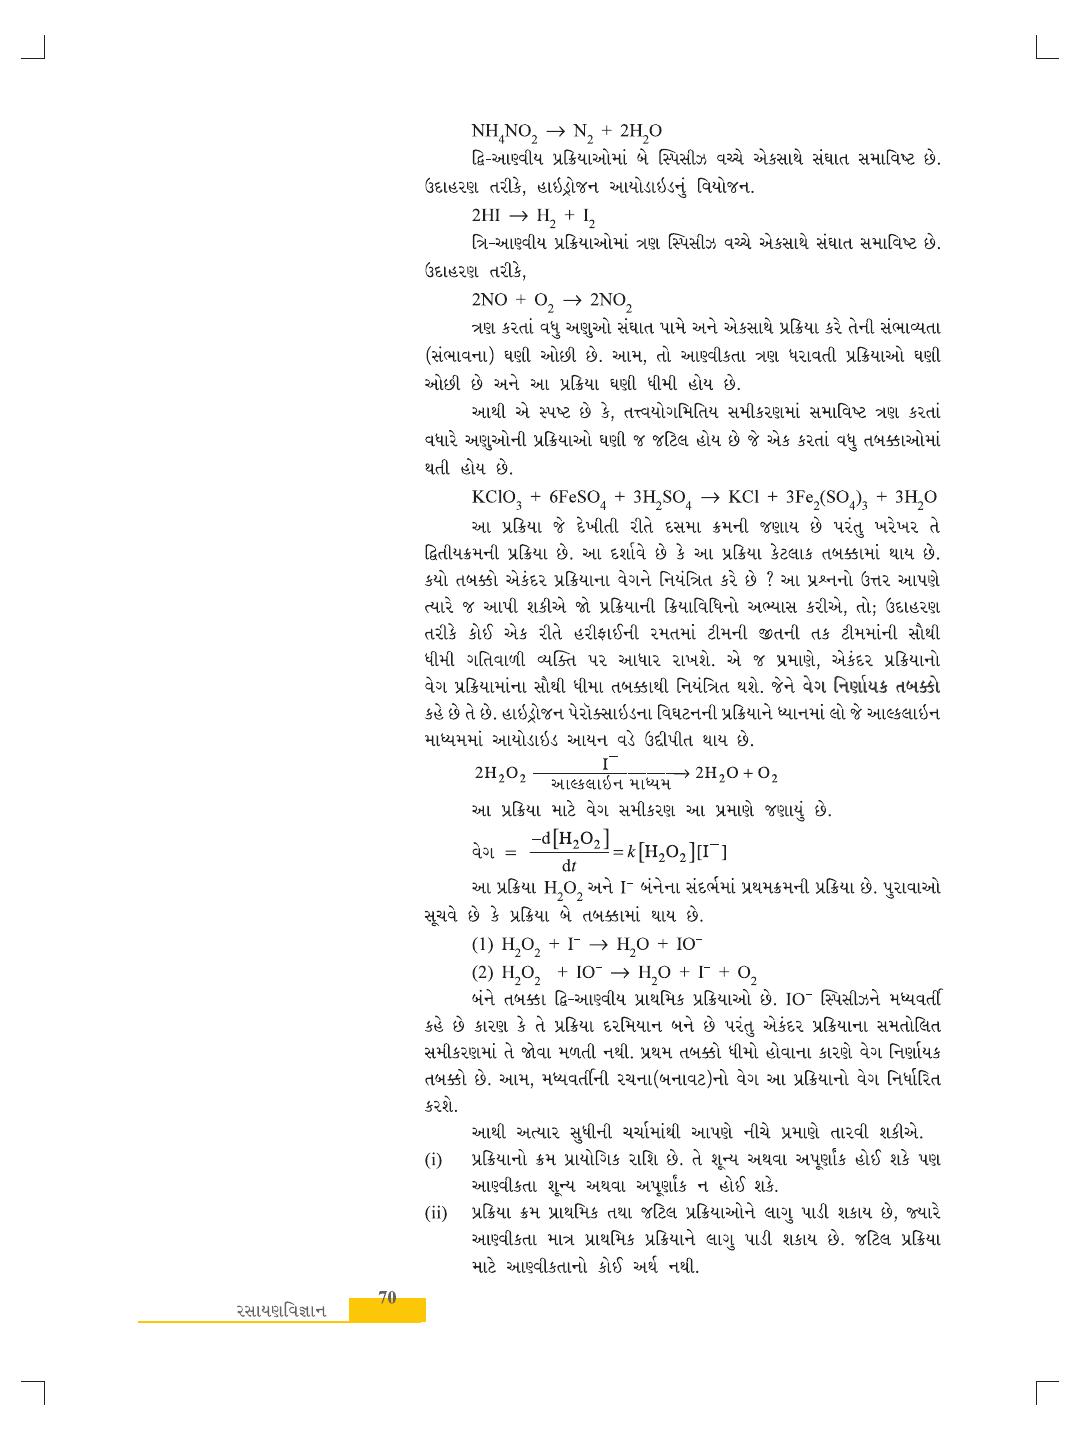 NH₄NO₂ → N₂ + 2H₂O
દ્વિ-આણ્વીય પ્રક્રિયાઓમાં બે સ્પિસીઝ વચ્ચે એકસાથે સંઘાત સમાવિષ્ટ છે.
ઉદાહરણ તરીકે, હાઇડ્રોજન આયોડાઇડનું વિયોજન.
2HI → H₂ + I₂
ત્રિ-આણ્વીય પ્રક્રિયાઓમાં ત્રણ સ્પિસીઝ વચ્ચે એકસાથે સંઘાત સમાવિષ્ટ છે.
ઉદાહરણ તરીકે,
2NO + O₂ → 2NO₂
ત્રણ કરતાં વધુ અણુઓ સંઘાત પામે અને એકસાથે પ્રક્રિયા કરે તેની સંભાવ્યતા
(સંભાવના) ઘણી ઓછી છે. આમ, તો આણ્વીકતા ત્રણ ધરાવતી પ્રક્રિયાઓ ઘણી
ઓછી છે અને આ પ્રક્રિયા ઘણી ધીમી હોય છે.
આથી એ સ્પષ્ટ છે કે, તત્ત્વયોગમિતિય સમીકરણમાં સમાવિષ્ટ ત્રણ કરતાં
વધારે અણુઓની પ્રક્રિયાઓ ઘણી જ જટિલ હોય છે જે એક કરતાં વધુ તબક્કાઓમાં
થતી હોય છે.
KClO₃ + 6FeSO₄ + 3H₂SO₄ → KCl + 3Fe₂(SO₄)₃ + 3H₂O
આ પ્રક્રિયા જે દેખીતી રીતે દસમા ક્રમની જણાય છે પરંતુ ખરેખર તે
દ્વિતીયક્રમની પ્રક્રિયા છે. આ દર્શાવે છે કે આ પ્રક્રિયા કેટલાક તબક્કામાં થાય છે.
કયો તબક્કો એકંદર પ્રક્રિયાના વેગને નિયંત્રિત કરે છે ? આ પ્રશ્નનો ઉત્તર આપણે
ત્યારે જ આપી શકીએ જો પ્રક્રિયાની ક્રિયાવિધિનો અભ્યાસ કરીએ, તો; ઉદાહરણ
તરીકે કોઈ એક રીતે હરીફાઈની રમતમાં ટીમની જીતની તક ટીમમાંની સૌથી
ધીમી ગતિવાળી વ્યક્તિ પર આધાર રાખશે. એ જ પ્રમાણે, એકંદર પ્રક્રિયાનો
વેગ પ્રક્રિયામાંના સૌથી ધીમા તબક્કાથી નિયંત્રિત થશે. જેને વેગ નિર્ણાયક તબક્કો
કહે છે તે છે. હાઇડ્રોજન પેરૉક્સાઇડના વિઘટનની પ્રક્રિયાને ધ્યાનમાં લો જે આલ્કલાઇન
માધ્યમમાં આયોડાઇડ આયન વડે ઉદ્દીપીત થાય છે.
2H₂O₂ —I⁻ / આલ્કલાઇન માધ્યમ→ 2H₂O + O₂
આ પ્રક્રિયા માટે વેગ સમીકરણ આ પ્રમાણે જણાયું છે.
વેગ = −d[H₂O₂]/dt = k[H₂O₂][I⁻]
આ પ્રક્રિયા H₂O₂ અને I⁻ બંનેના સંદર્ભમાં પ્રથમક્રમની પ્રક્રિયા છે. પુરાવાઓ
સૂચવે છે કે પ્રક્રિયા બે તબક્કામાં થાય છે.
(1) H₂O₂ + I⁻ → H₂O + IO⁻
(2) H₂O₂ + IO⁻ → H₂O + I⁻ + O₂
બંને તબક્કા દ્વિ-આણ્વીય પ્રાથમિક પ્રક્રિયાઓ છે. IO⁻ સ્પિસીઝને મધ્યવર્તી
કહે છે કારણ કે તે પ્રક્રિયા દરમિયાન બને છે પરંતુ એકંદર પ્રક્રિયાના સમતોલિત
સમીકરણમાં તે જોવા મળતી નથી. પ્રથમ તબક્કો ધીમો હોવાના કારણે વેગ નિર્ણાયક
તબક્કો છે. આમ, મધ્યવર્તીની રચના(બનાવટ)નો વેગ આ પ્રક્રિયાનો વેગ નિર્ધારિત
કરશે.
આથી અત્યાર સુધીની ચર્ચામાંથી આપણે નીચે પ્રમાણે તારવી શકીએ.
(i) પ્રક્રિયાનો ક્રમ પ્રાયોગિક રાશિ છે. તે શૂન્ય અથવા અપૂર્ણાંક હોઈ શકે પણ
આણ્વીકતા શૂન્ય અથવા અપૂર્ણાંક ન હોઈ શકે.
(ii) પ્રક્રિયા ક્રમ પ્રાથમિક તથા જટિલ પ્રક્રિયાઓને લાગુ પાડી શકાય છે, જ્યારે
આણ્વીકતા માત્ર પ્રાથમિક પ્રક્રિયાને લાગુ પાડી શકાય છે. જટિલ પ્રક્રિયા
માટે આણ્વીકતાનો કોઈ અર્થ નથી.
રસાયણવિજ્ઞાન 70